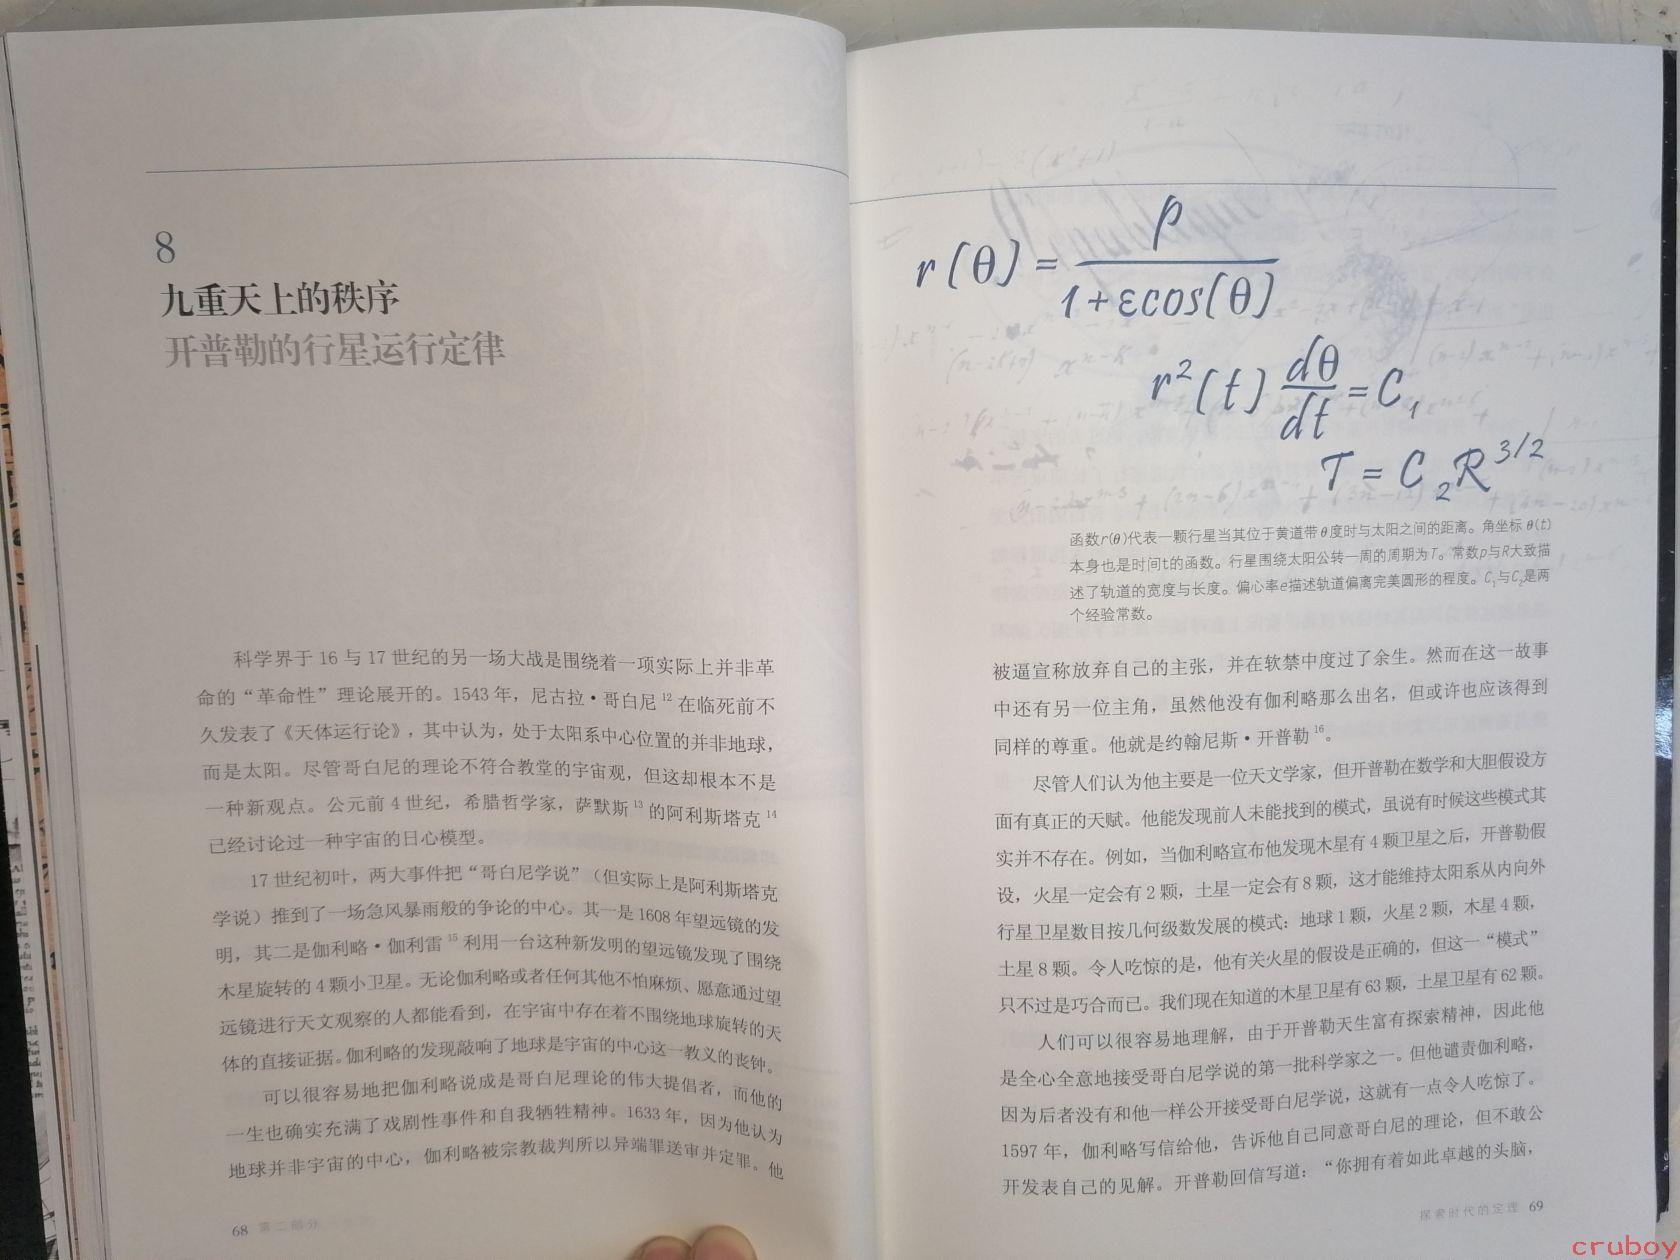 8
九重天上的秩序
开普勒的行星运行定律
科学界于 16 与 17 世纪的另一场大战是围绕着一项实际上并非革
命的“革命性”理论展开的。1543 年，尼古拉·哥白尼 12 在临死前不
久发表了《天体运行论》，其中认为，处于太阳系中心位置的并非地球，
而是太阳。尽管哥白尼的理论不符合教堂的宇宙观，但这却根本不是
一种新观点。公元前 4 世纪，希腊哲学家，萨默斯 13 的阿利斯塔克 14
已经讨论过一种宇宙的日心模型。
17 世纪初叶，两大事件把“哥白尼学说”（但实际上是阿利斯塔克
学说）推到了一场急风暴雨般的争论的中心。其一是 1608 年望远镜的发
明，其二是伽利略·伽利雷 15 利用一台这种新发明的望远镜发现了围绕
木星旋转的 4 颗小卫星。无论伽利略或者任何其他不怕麻烦、愿意通过望
远镜进行天文观察的人都能看到，在宇宙中存在着不围绕地球旋转的天
体的直接证据。伽利略的发现敲响了地球是宇宙的中心这一教义的丧钟。
可以很容易地把伽利略说成是哥白尼理论的伟大提倡者，而他的
一生也确实充满了戏剧性事件和自我牺牲精神。1633 年，因为他认为
地球并非宇宙的中心，伽利略被宗教裁判所以异端罪送审并定罪。他
68 第二部分
r(θ) = p / 1+εcos(θ)
r²(t) dθ/dt = C₁
T = C₂R^3/2
函数r(θ)代表一颗行星当其位于黄道带θ度时与太阳之间的距离。角坐标 θ(t)
本身也是时间t的函数。行星围绕太阳公转一周的周期为T。常数p与R大致描
述了轨道的宽度与长度。偏心率e描述轨道偏离完美圆形的程度。C₁与C₂是两
个经验常数。
被逼宣称放弃自己的主张，并在软禁中度过了余生。然而在这一故事
中还有另一位主角，虽然他没有伽利略那么出名，但或许也应该得到
同样的尊重。他就是约翰尼斯·开普勒 16。
尽管人们认为他主要是一位天文学家，但开普勒在数学和大胆假设方
面有真正的天赋。他能发现前人未能找到的模式，虽说有时候这些模式其
实并不存在。例如，当伽利略宣布他发现木星有 4 颗卫星之后，开普勒假
设，火星一定会有 2 颗，土星一定会有 8 颗，这才能维持太阳系从内向外
行星卫星数目按几何级数发展的模式：地球 1 颗，火星 2 颗，木星 4 颗，
土星 8 颗。令人吃惊的是，他有关火星的假设是正确的，但这一“模式”
只不过是巧合而已。我们现在知道的木星卫星有 63 颗，土星卫星有 62 颗。
人们可以很容易地理解，由于开普勒天生富有探索精神，因此他
是全心全意地接受哥白尼学说的第一批科学家之一。但他谴责伽利略，
因为后者没有和他一样公开接受哥白尼学说，这就有一点令人吃惊了。
1597 年，伽利略写信给他，告诉他自己同意哥白尼的理论，但不敢公
开发表自己的见解。开普勒回信写道：“你拥有着如此卓越的头脑，
探索时代的定理 69
cruboy